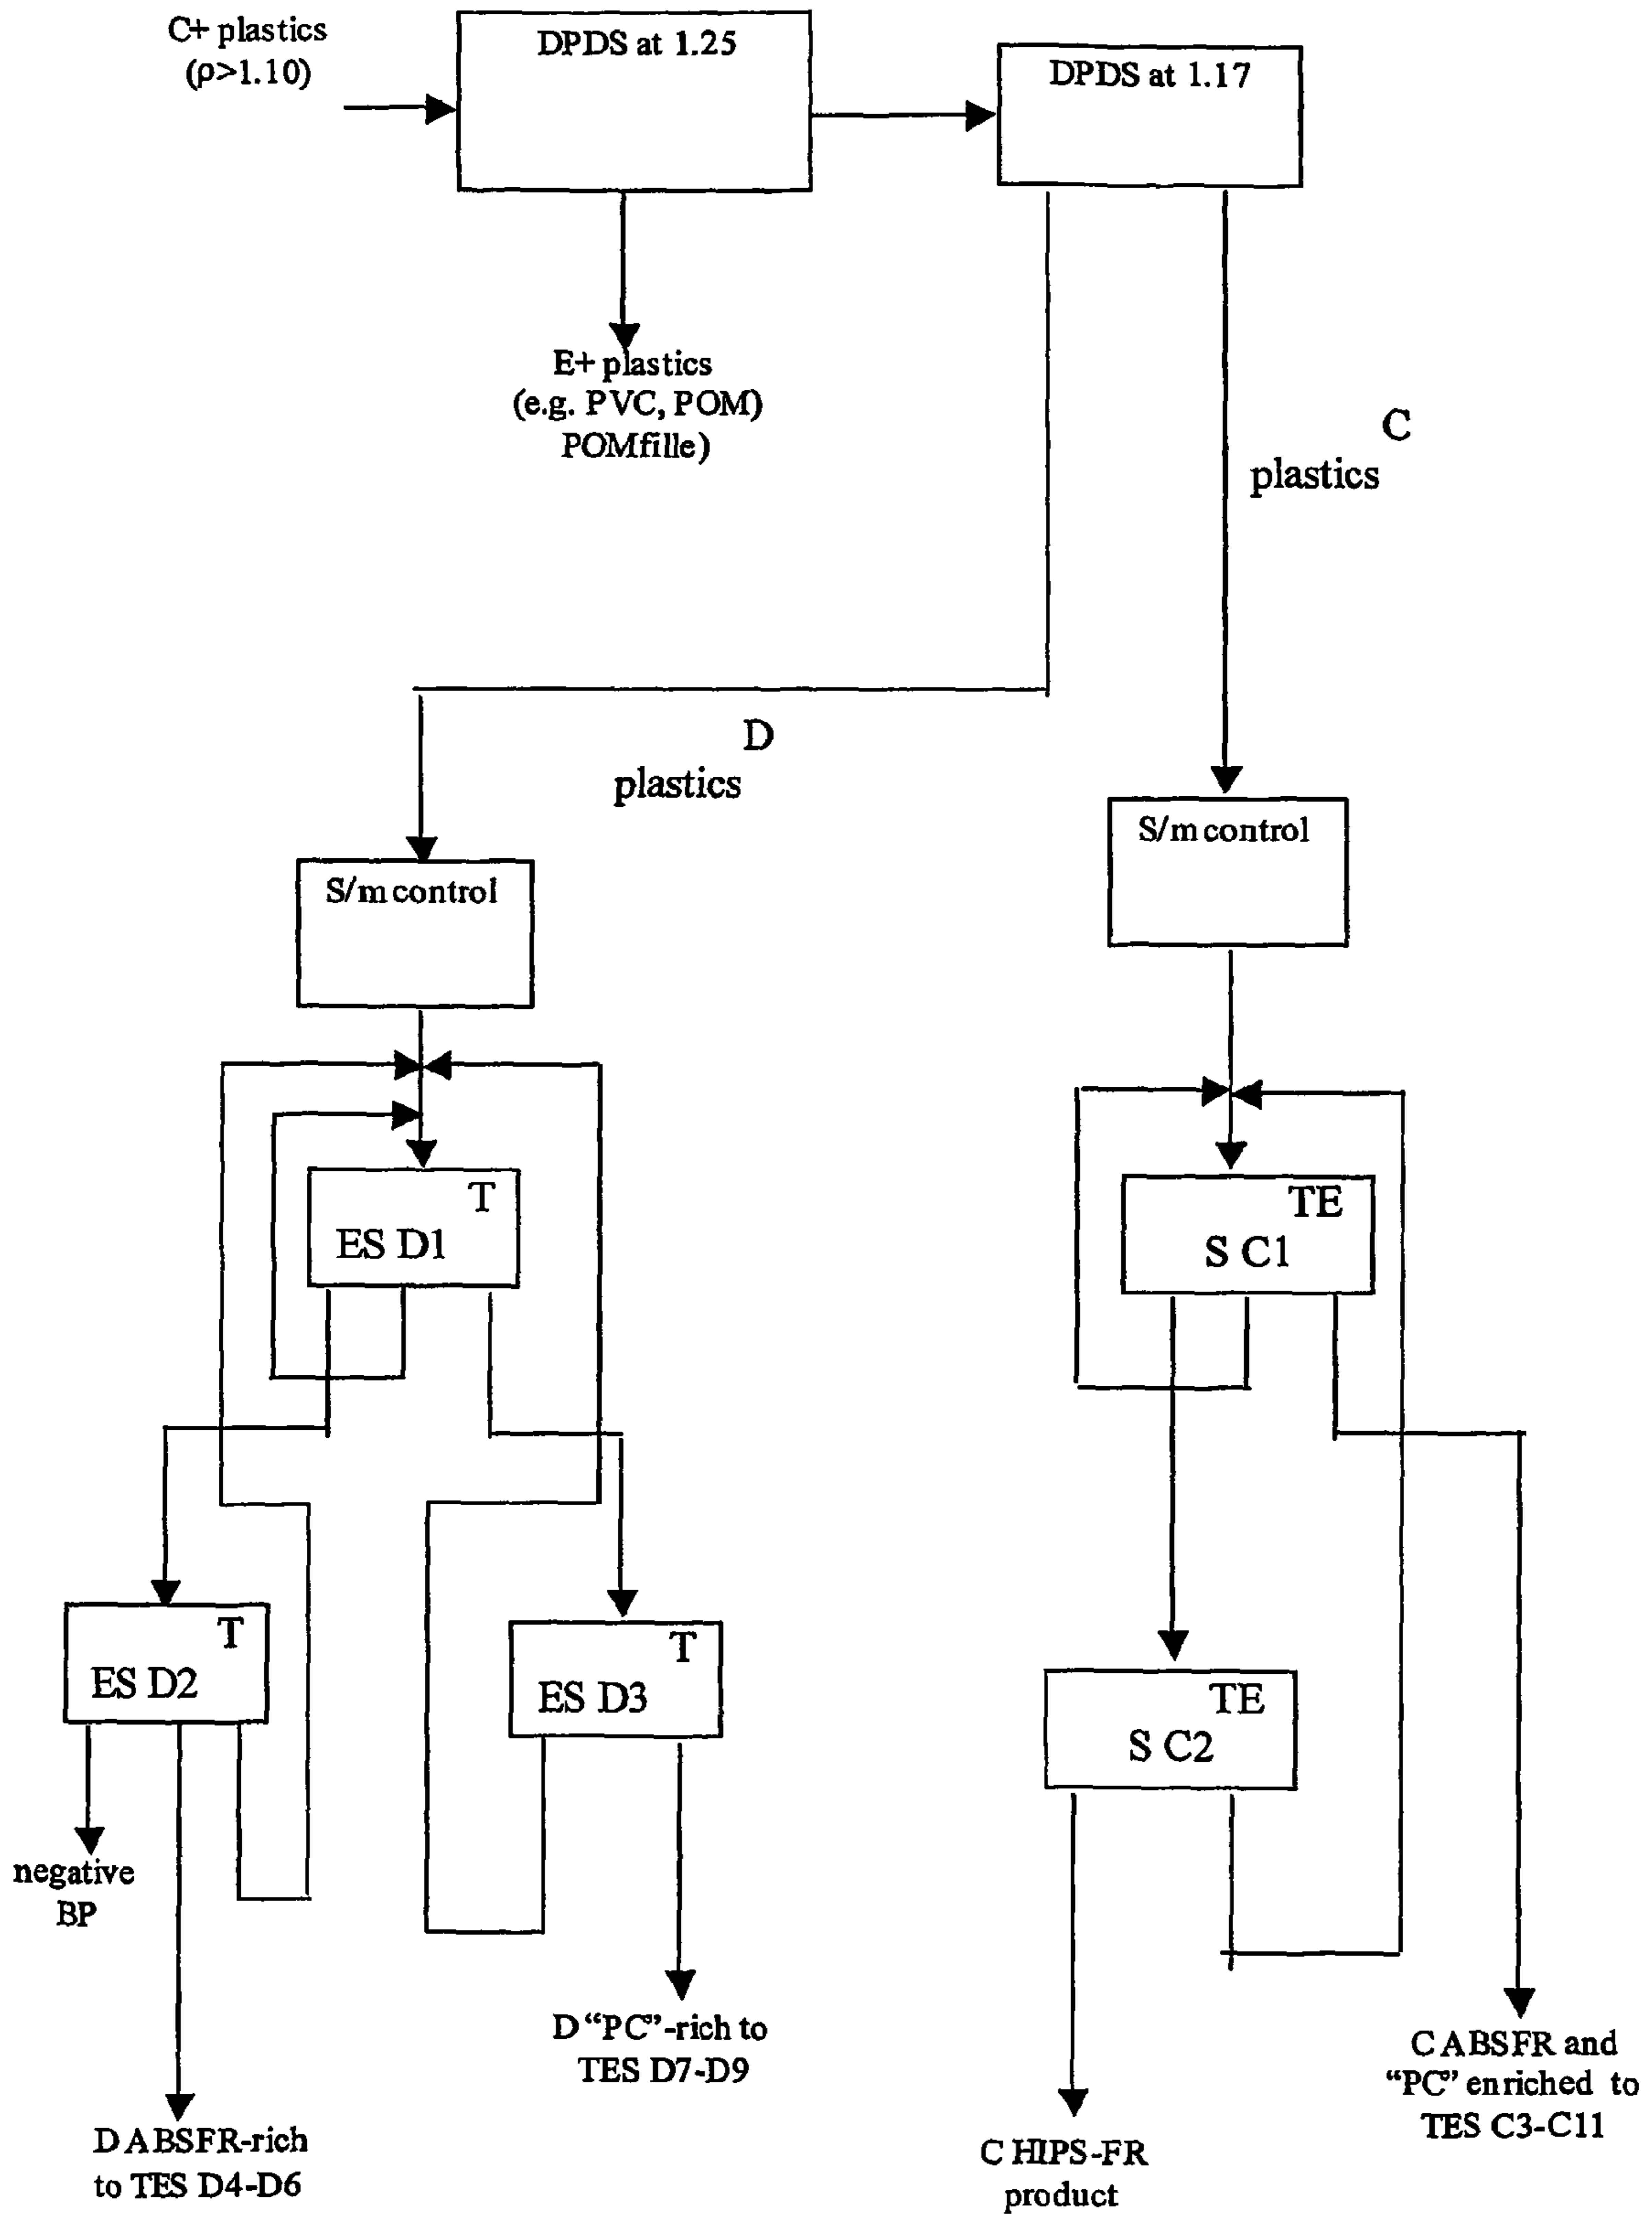 C+ plastics
(ρ>1.10)
DPDS at 1.25
DPDS at 1.17
E+ plastics
(e.g. PVC, POM)
POMfille)
C
plastics
D
plastics
S/m control
S/m control
T
ES D1
TE
S C1
T
ES D2
T
ES D3
TE
S C2
negative
BP
D “PC”-rich to
TES D7-D9
C ABSFR and
“PC” enriched to
TES C3-C11
D ABSFR-rich
to TES D4-D6
C HIPS-FR
product